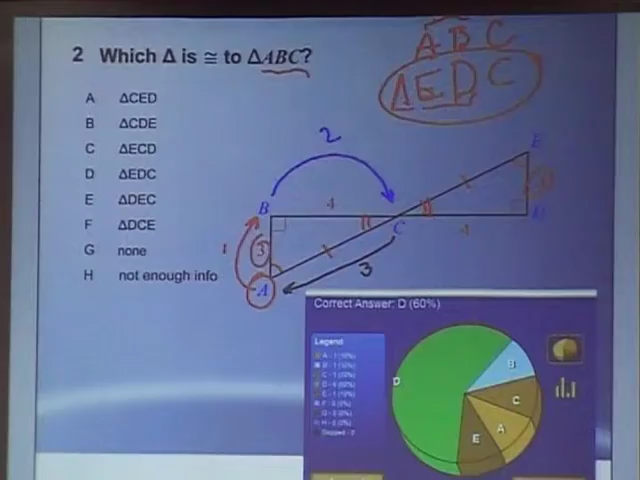 2 Which Δ is ≅ to ΔABC?
A B C
ΔEDC
A ΔCED
B ΔCDE
C ΔECD
D ΔEDC
E ΔDEC
F ΔDCE
G none
H not enough info
2
E
B
4
C
D
4
1
3
A
3
Correct Answer: D (60%)
Legend
D
B
C
A
E